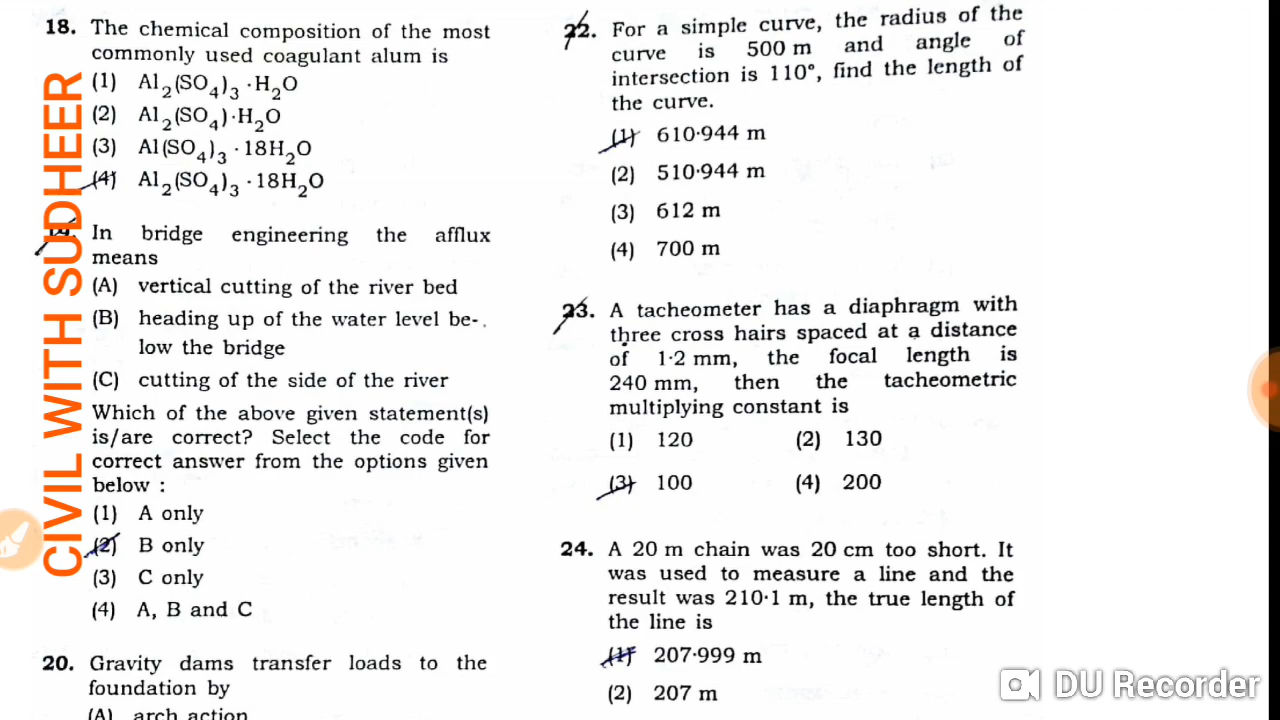 CIVIL WITH SUDHEER
18. The chemical composition of the most
commonly used coagulant alum is
(1) Al₂(SO₄)₃ · H₂O
(2) Al₂(SO₄) · H₂O
(3) Al(SO₄)₃ · 18H₂O
(4) Al₂(SO₄)₃ · 18H₂O
19. In bridge engineering the afflux
means
(A) vertical cutting of the river bed
(B) heading up of the water level be-
low the bridge
(C) cutting of the side of the river
Which of the above given statement(s)
is/are correct? Select the code for
correct answer from the options given
below :
(1) A only
(2) B only
(3) C only
(4) A, B and C
20. Gravity dams transfer loads to the
foundation by
(A) arch action
22. For a simple curve, the radius of the
curve is 500 m and angle of
intersection is 110°, find the length of
the curve.
(1) 610·944 m
(2) 510·944 m
(3) 612 m
(4) 700 m
23. A tacheometer has a diaphragm with
three cross hairs spaced at a distance
of 1·2 mm, the focal length is
240 mm, then the tacheometric
multiplying constant is
(1) 120 (2) 130
(3) 100 (4) 200
24. A 20 m chain was 20 cm too short. It
was used to measure a line and the
result was 210·1 m, the true length of
the line is
(1) 207·999 m
(2) 207 m
DU Recorder